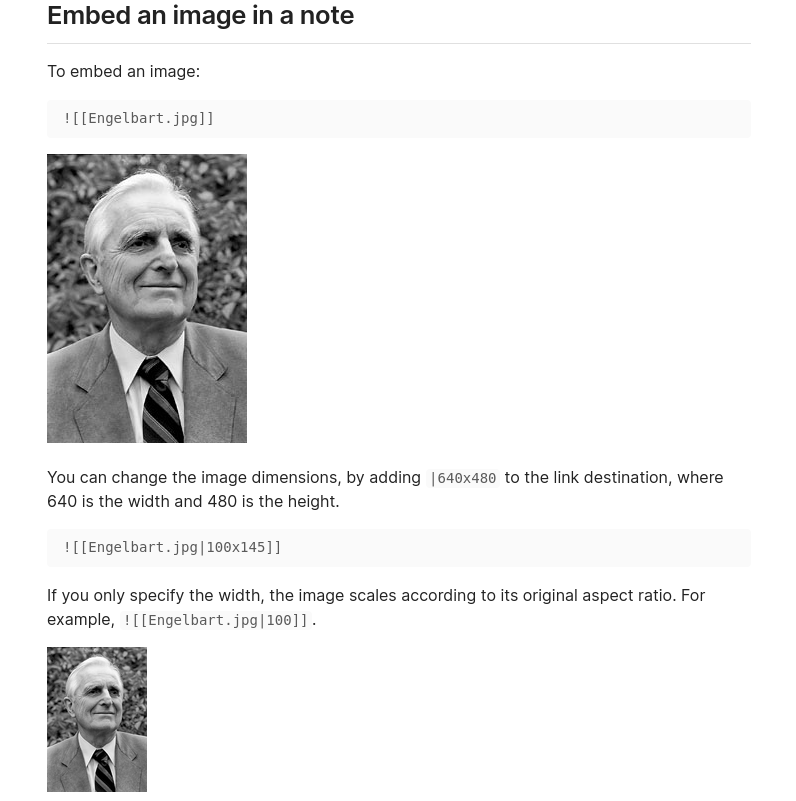 Embed an image in a note
To embed an image:
![[Engelbart.jpg]]
You can change the image dimensions, by adding |640x480 to the link destination, where
640 is the width and 480 is the height.
![[Engelbart.jpg|100x145]]
If you only specify the width, the image scales according to its original aspect ratio. For
example, ![[Engelbart.jpg|100]].